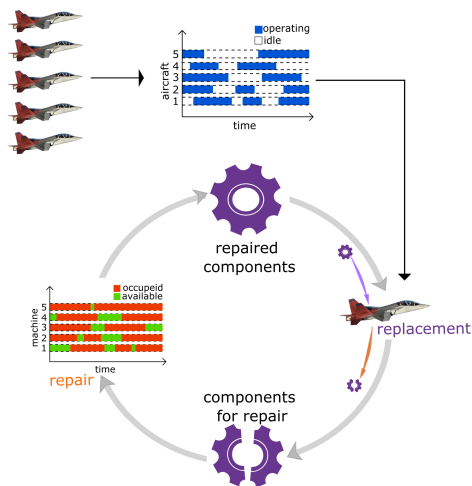 operating
idle
aircraft
5
4
3
2
1
time
repaired
components
replacement
occupeid
available
machine
5
4
3
2
1
time
repair
components
for repair